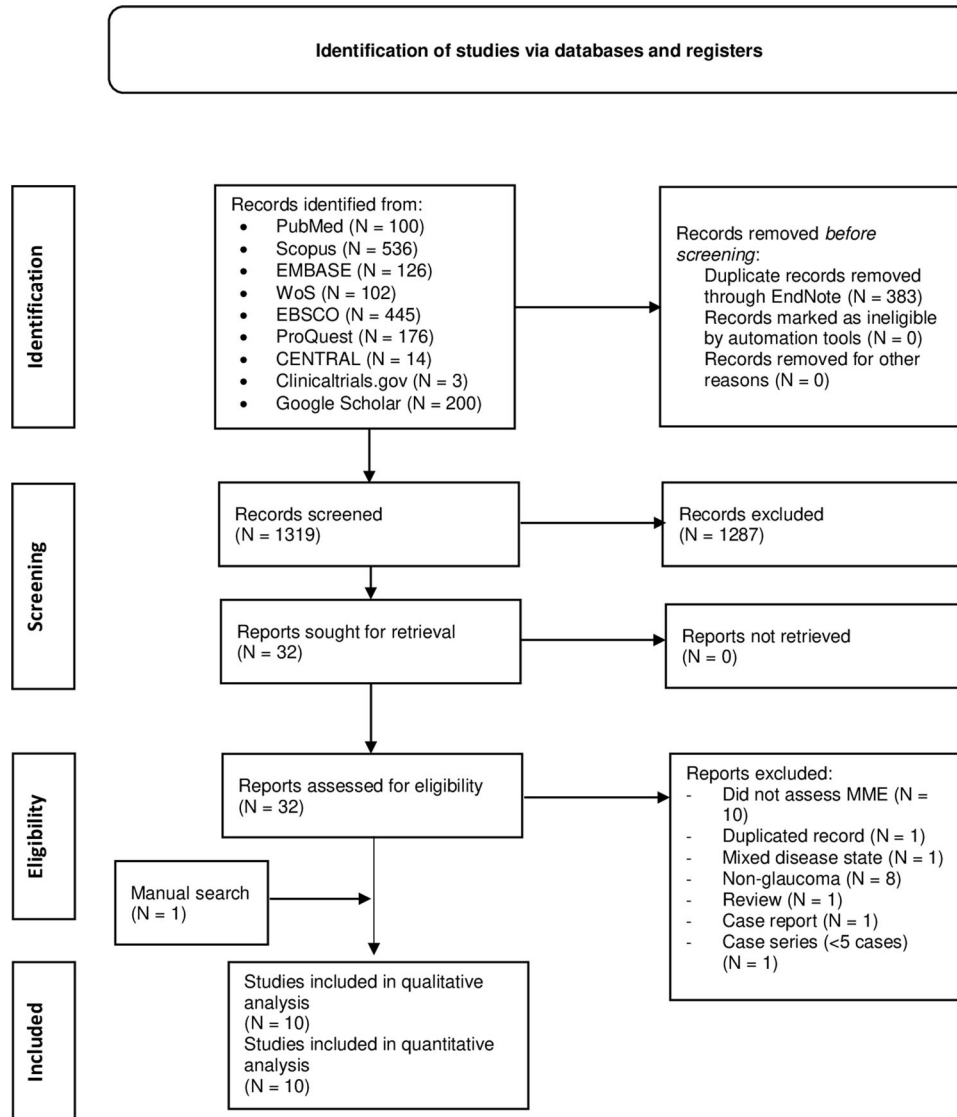 Identification of studies via databases and registers
Identification
Records identified from:
• PubMed (N = 100)
• Scopus (N = 536)
• EMBASE (N = 126)
• WoS (N = 102)
• EBSCO (N = 445)
• ProQuest (N = 176)
• CENTRAL (N = 14)
• Clinicaltrials.gov (N = 3)
• Google Scholar (N = 200)
Records removed before
screening:
Duplicate records removed
through EndNote (N = 383)
Records marked as ineligible
by automation tools (N = 0)
Records removed for other
reasons (N = 0)
Screening
Records screened
(N = 1319)
Records excluded
(N = 1287)
Reports sought for retrieval
(N = 32)
Reports not retrieved
(N = 0)
Eligibility
Reports assessed for eligibility
(N = 32)
Reports excluded:
- Did not assess MME (N =
10)
- Duplicated record (N = 1)
- Mixed disease state (N = 1)
- Non-glaucoma (N = 8)
- Review (N = 1)
- Case report (N = 1)
- Case series (<5 cases)
(N = 1)
Manual search
(N = 1)
Included
Studies included in qualitative
analysis
(N = 10)
Studies included in quantitative
analysis
(N = 10)